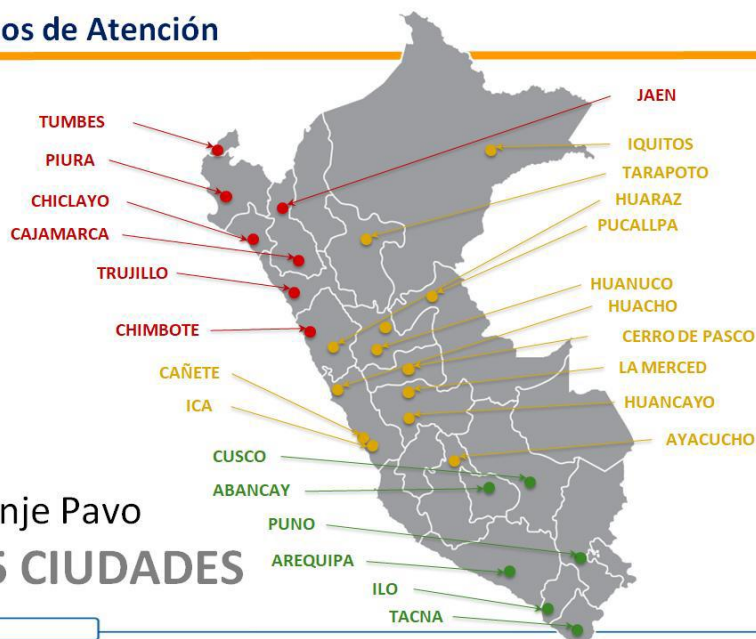 os de Atención
JAEN
TUMBES
IQUITOS
PIURA
TARAPOTO
CHICLAYO
HUARAZ
PUCALLPA
CAJAMARCA
TRUJILLO
HUANUCO
HUACHO
CHIMBOTE
CERRO DE PASCO
LA MERCED
CAÑETE
HUANCAYO
ICA
AYACUCHO
CUSCO
ABANCAY
nje Pavo
PUNO
5 CIUDADES
AREQUIPA
ILO
TACNA